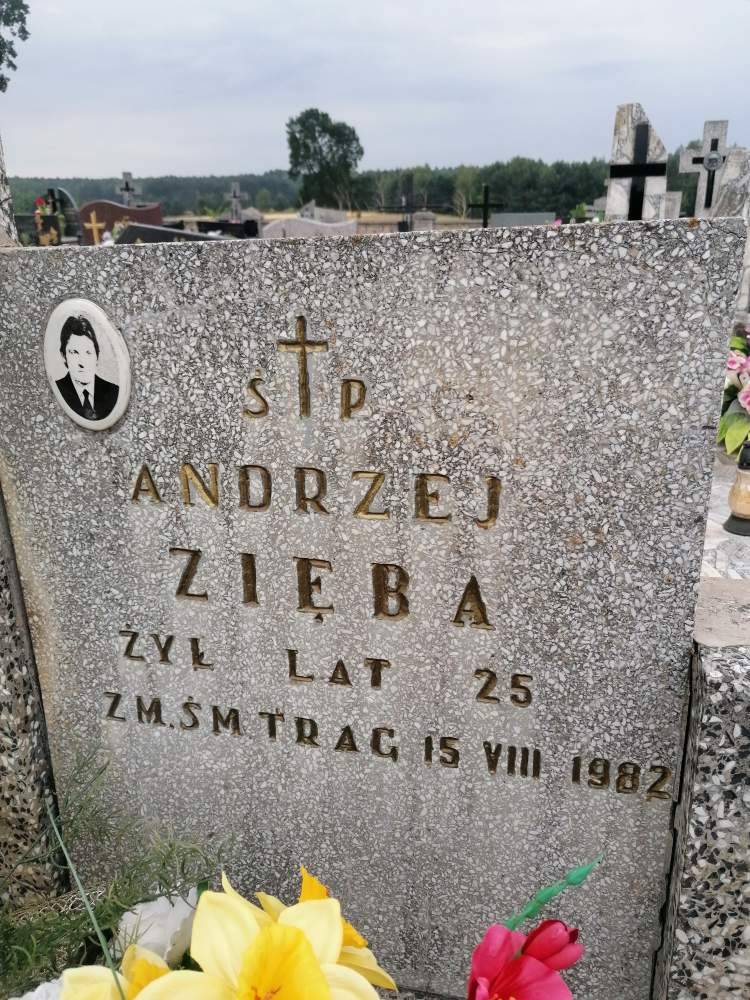 Ś P
ANDRZEJ
ZIĘBA
ŻYŁ LAT 25
ZM. ŚM TRAG 15 VIII 1982